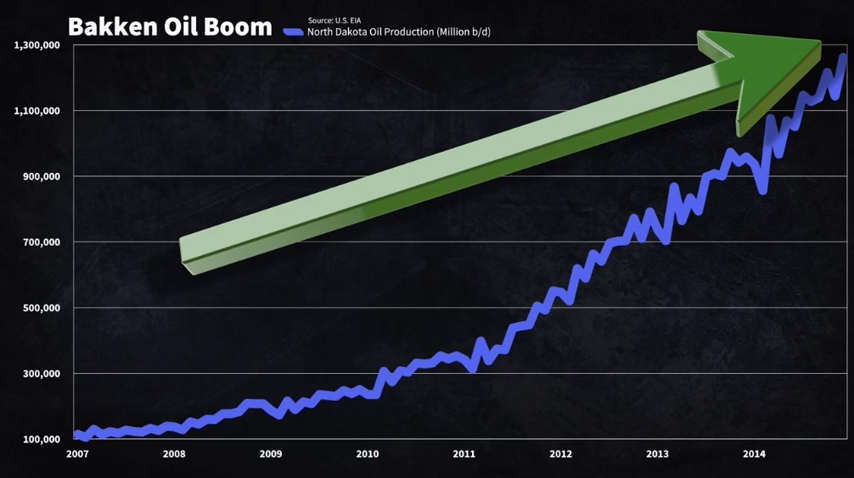 Bakken Oil Boom
Source: U.S. EIA
North Dakota Oil Production (Million b/d)
1,300,000
1,100,000
900,000
700,000
500,000
300,000
100,000
2007 2008 2009 2010 2011 2012 2013 2014